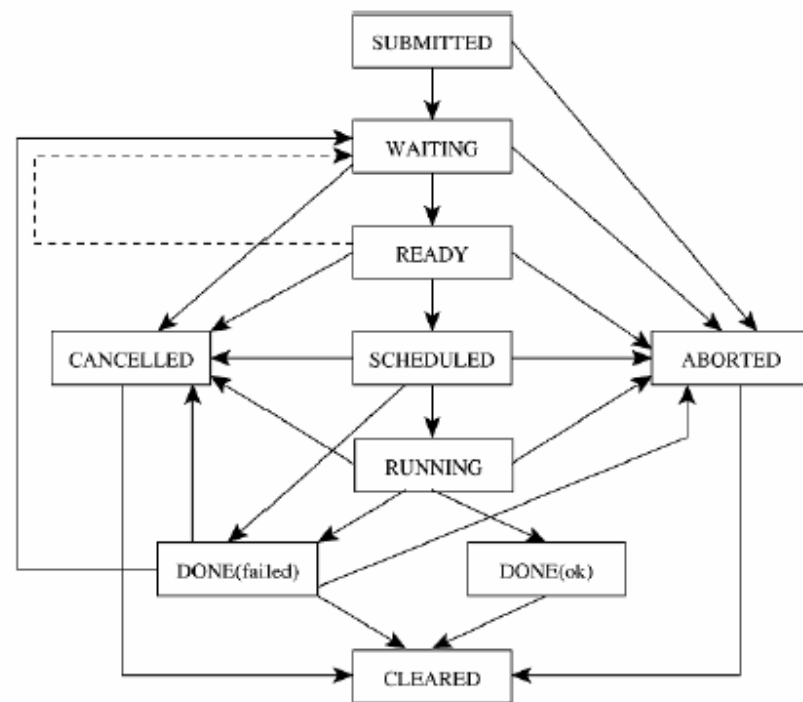 SUBMITTED
WAITING
READY
CANCELLED
SCHEDULED
ABORTED
RUNNING
DONE(failed)
DONE(ok)
CLEARED